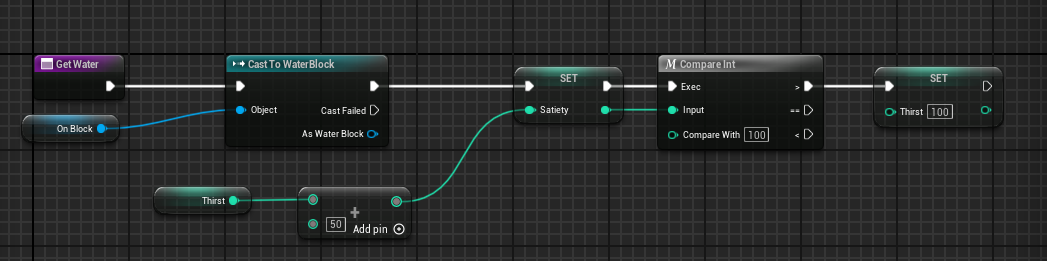 Get Water
Cast To WaterBlock
SET
Compare Int
SET
Exec
>
Object
Cast Failed
Satiety
Input
==
Thirst 100
On Block
As Water Block
Compare With 100
<
Thirst
+
50
Add pin